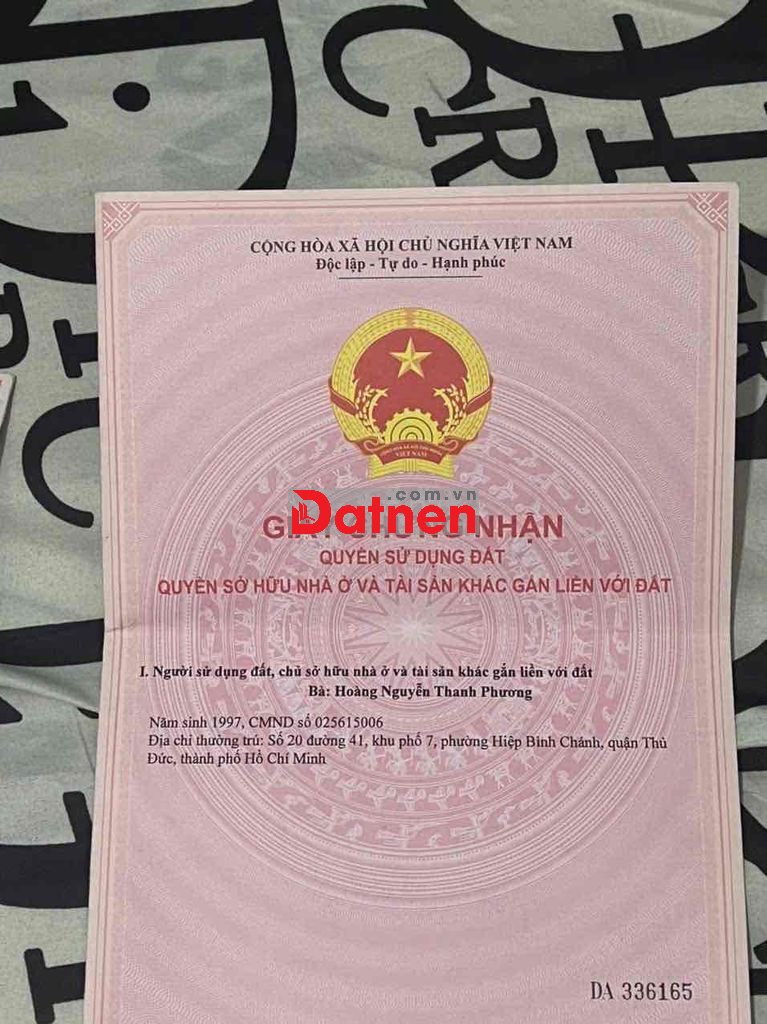 CỘNG HÒA XÃ HỘI CHỦ NGHĨA VIỆT NAM
Độc lập - Tự do - Hạnh phúc
VIỆT NAM
.com.vn
Datnen
NHẬN
QUYỀN SỬ DỤNG ĐẤT
QUYỀN SỞ HỮU NHÀ Ở VÀ TÀI SẢN KHÁC GẮN LIỀN VỚI ĐẤT
I. Người sử dụng đất, chủ sở hữu nhà ở và tài sản khác gắn liền với đất
Bà: Hoàng Nguyễn Thanh Phương
Năm sinh 1997, CMND số 025615006
Địa chỉ thường trú: Số 20 đường 41, khu phố 7, phường Hiệp Bình Chánh, quận Thủ
Đức, thành phố Hồ Chí Minh
DA 336165